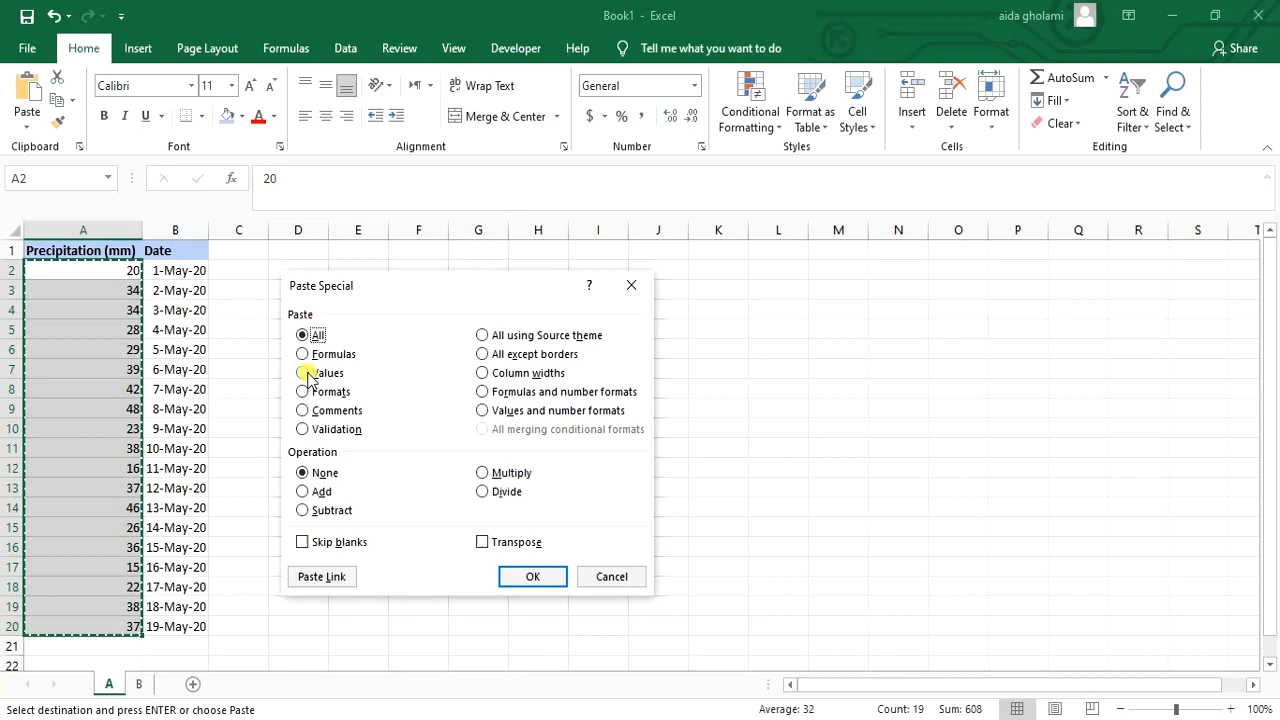 Book1 - Excel
aida gholami
File Home Insert Page Layout Formulas Data Review View Developer Help Tell me what you want to do Share
Paste
Clipboard
Calibri 11
B I U A
Font
Wrap Text
Merge & Center
Alignment
General
$ % ,
Number
Conditional Formatting
Format as Table
Cell Styles
Styles
Insert Delete Format
Cells
AutoSum
Fill
Clear
Sort & Filter
Find & Select
Editing
A2 fx 20
A B C D E F G H I J K L M N O P Q R S T
1 Precipitation (mm) Date
2 20 1-May-20
3 34 2-May-20
4 34 3-May-20
5 28 4-May-20
6 29 5-May-20
7 39 6-May-20
8 42 7-May-20
9 48 8-May-20
10 23 9-May-20
11 38 10-May-20
12 16 11-May-20
13 37 12-May-20
14 46 13-May-20
15 26 14-May-20
16 36 15-May-20
17 15 16-May-20
18 22 17-May-20
19 38 18-May-20
20 37 19-May-20
21
22
Paste Special ?
Paste
All
Formulas
Values
Formats
Comments
Validation
All using Source theme
All except borders
Column widths
Formulas and number formats
Values and number formats
All merging conditional formats
Operation
None
Add
Subtract
Multiply
Divide
Skip blanks Transpose
Paste Link OK Cancel
A B
Select destination and press ENTER or choose Paste Average: 32 Count: 19 Sum: 608 100%